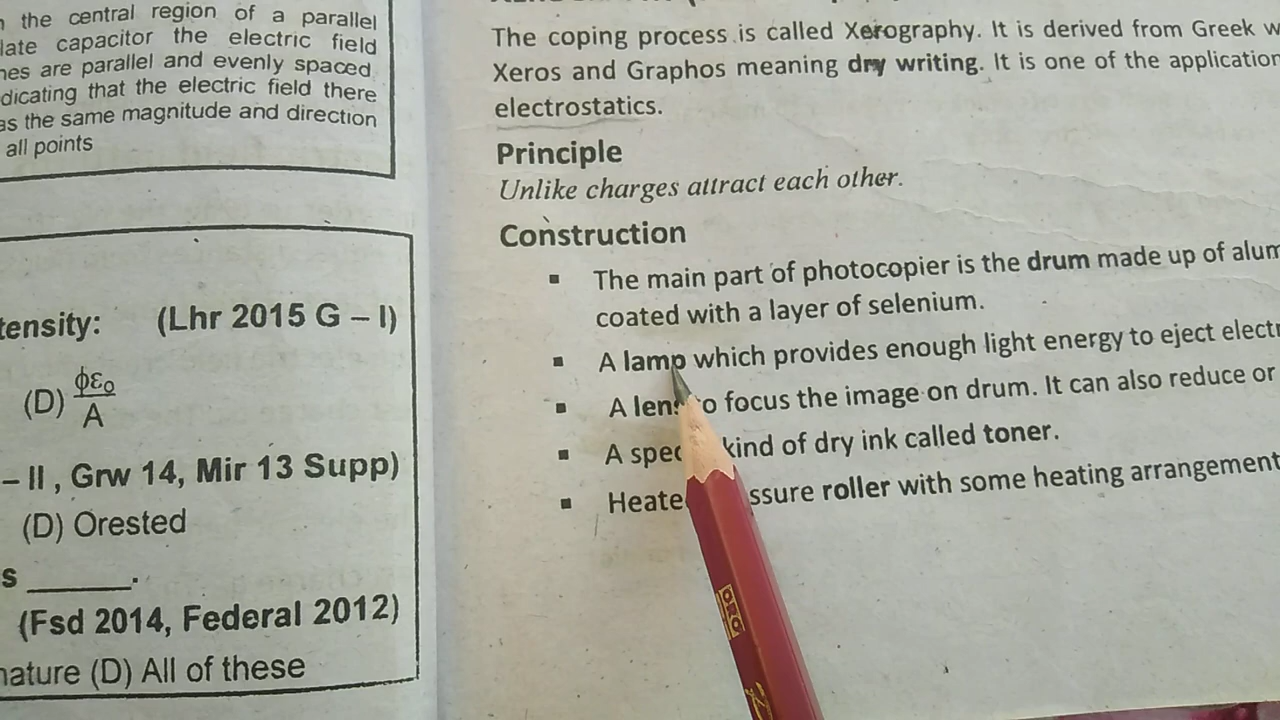 the central region of a parallel
late capacitor the electric field
nes are parallel and evenly spaced
dicating that the electric field there
as the same magnitude and direction
all points
tensity: (Lhr 2015 G – I)
(D) ϕε₀
A
– II , Grw 14, Mir 13 Supp)
(D) Orested
s ______.
(Fsd 2014, Federal 2012)
nature (D) All of these
The coping process is called Xerography. It is derived from Greek w
Xeros and Graphos meaning dry writing. It is one of the application
electrostatics.
Principle
Unlike charges attract each other.
Construction
▪ The main part of photocopier is the drum made up of alum
coated with a layer of selenium.
▪ A lamp which provides enough light energy to eject electr
▪ A lens to focus the image on drum. It can also reduce or
▪ A spec kind of dry ink called toner.
▪ Heate ssure roller with some heating arrangement